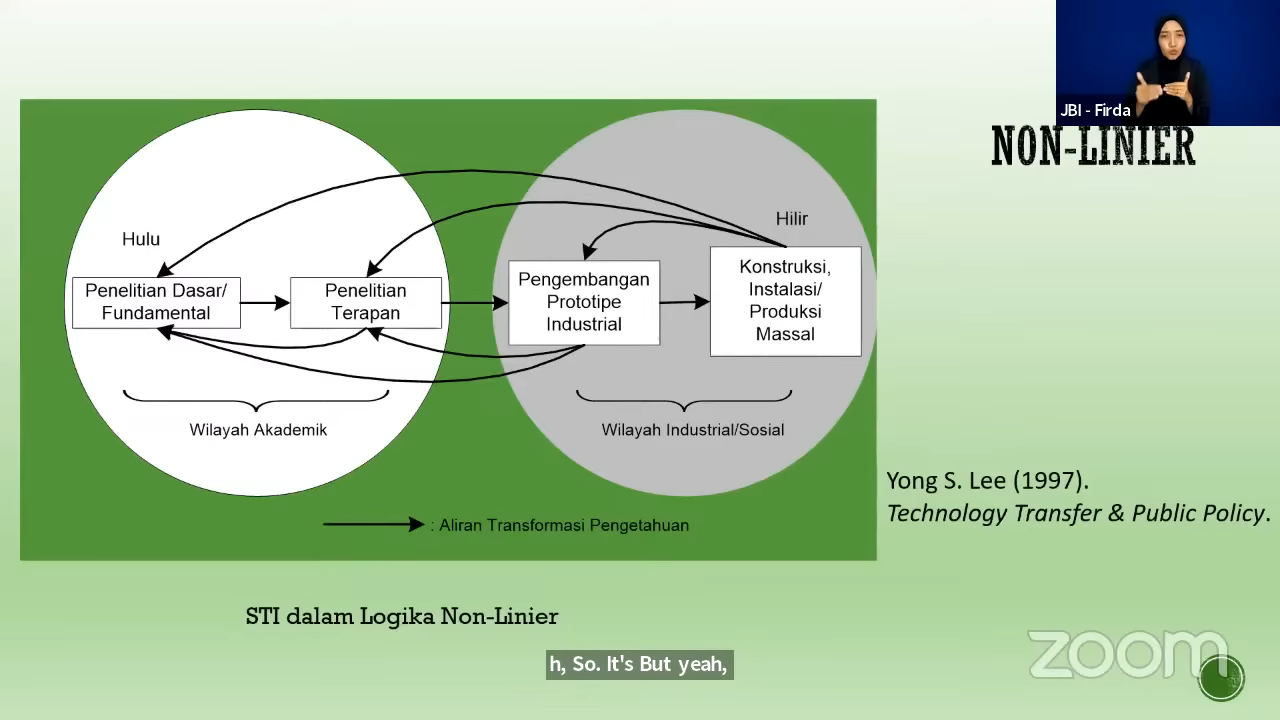 JBI - Firda
NON-LINIER
Hulu
Hilir
Penelitian Dasar/
Fundamental
Penelitian
Terapan
Pengembangan
Prototipe
Industrial
Konstruksi,
Instalasi/
Produksi
Massal
Wilayah Akademik
Wilayah Industrial/Sosial
: Aliran Transformasi Pengetahuan
Yong S. Lee (1997).
Technology Transfer & Public Policy.
STI dalam Logika Non-Linier
h, So. It's But yeah,
zoom